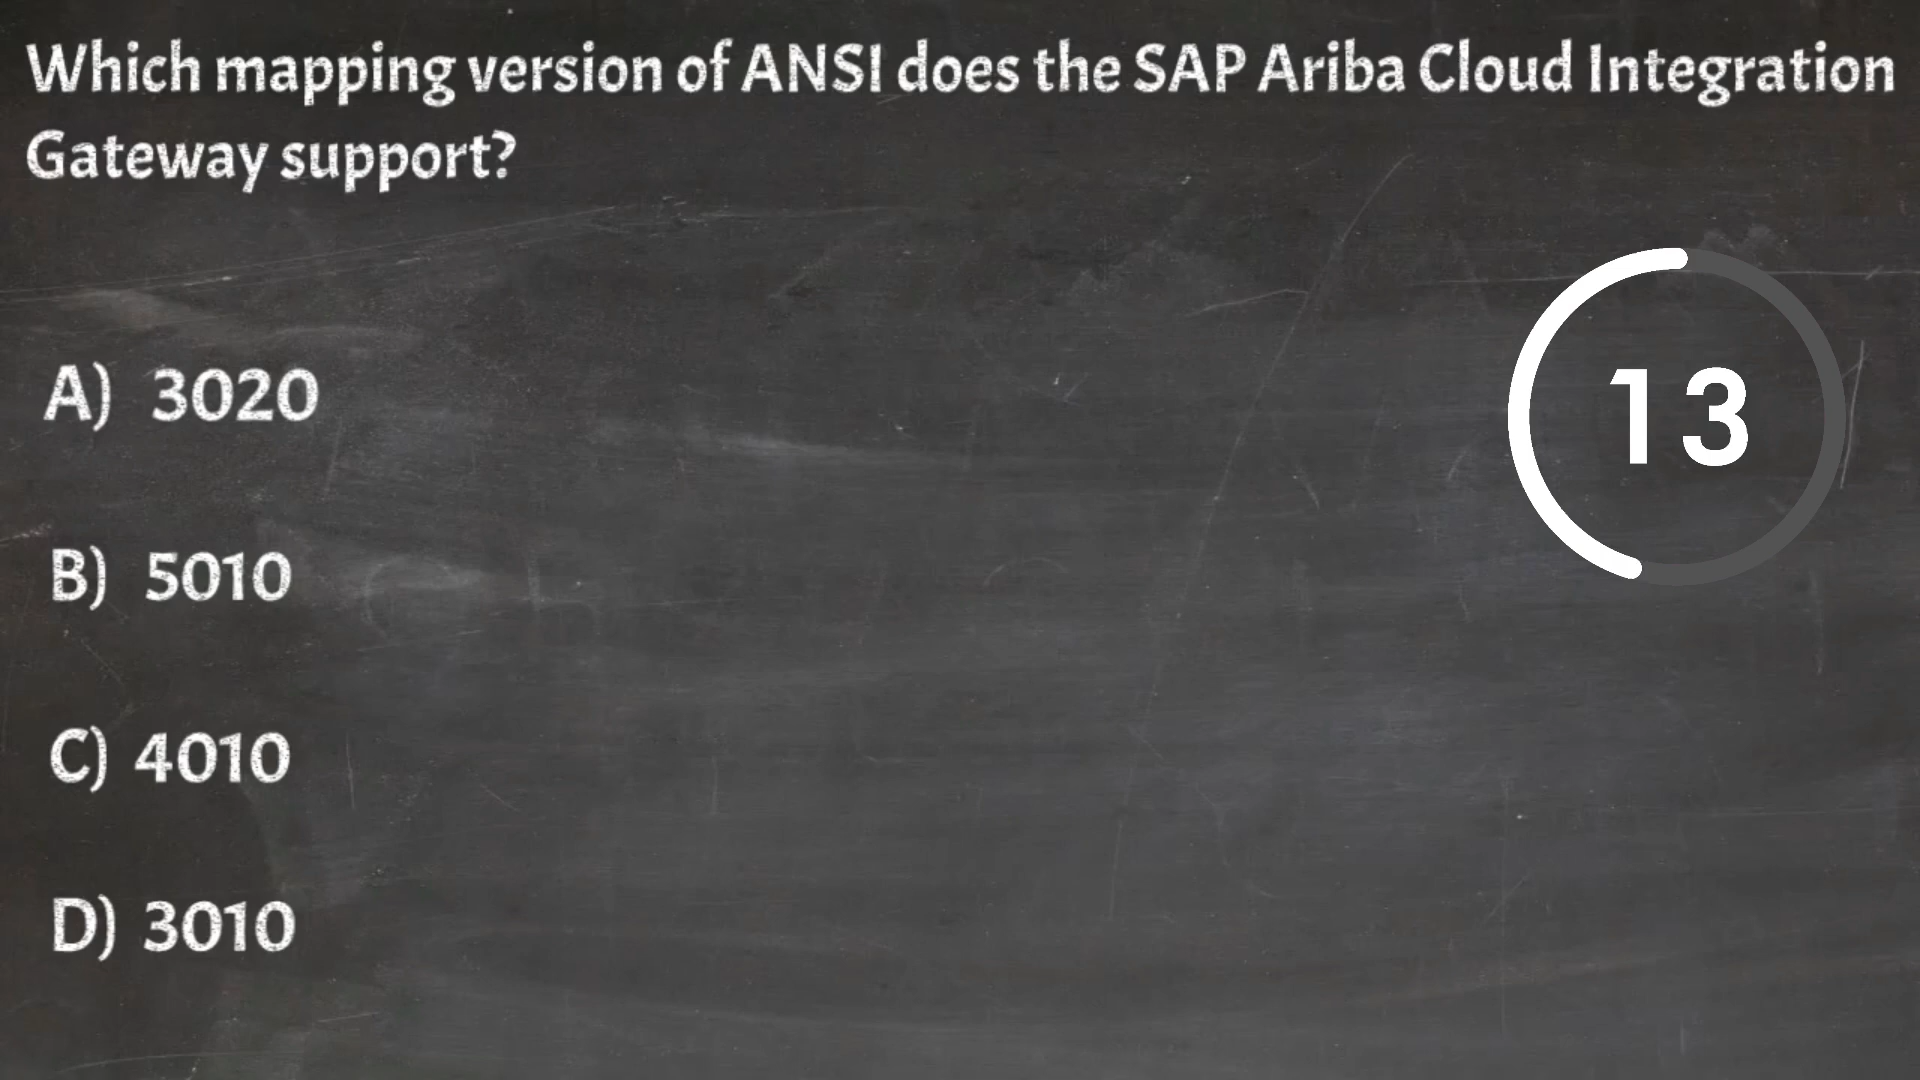 Which mapping version of ANSI does the SAP Ariba Cloud Integration
Gateway support?
A) 3020
13
B) 5010
C) 4010
D) 3010